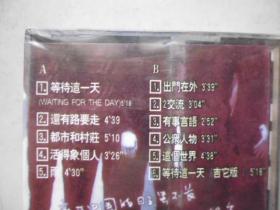 A
1. 等待這一天
(WAITING FOR THE DAY)5'18
2. 還有路要走 4'39
3. 都市和村莊 5'10
4. 活得象個人 3'26"
5. 雨 4'30"
B
1. 出門在外 3'39"
2. 2交流 3'04"
3. 有事言語 2'52"
4. 公衆人物 3'31"
5. 這個世界 4'38"
6. 等待這一天 (吉它版) 5'18